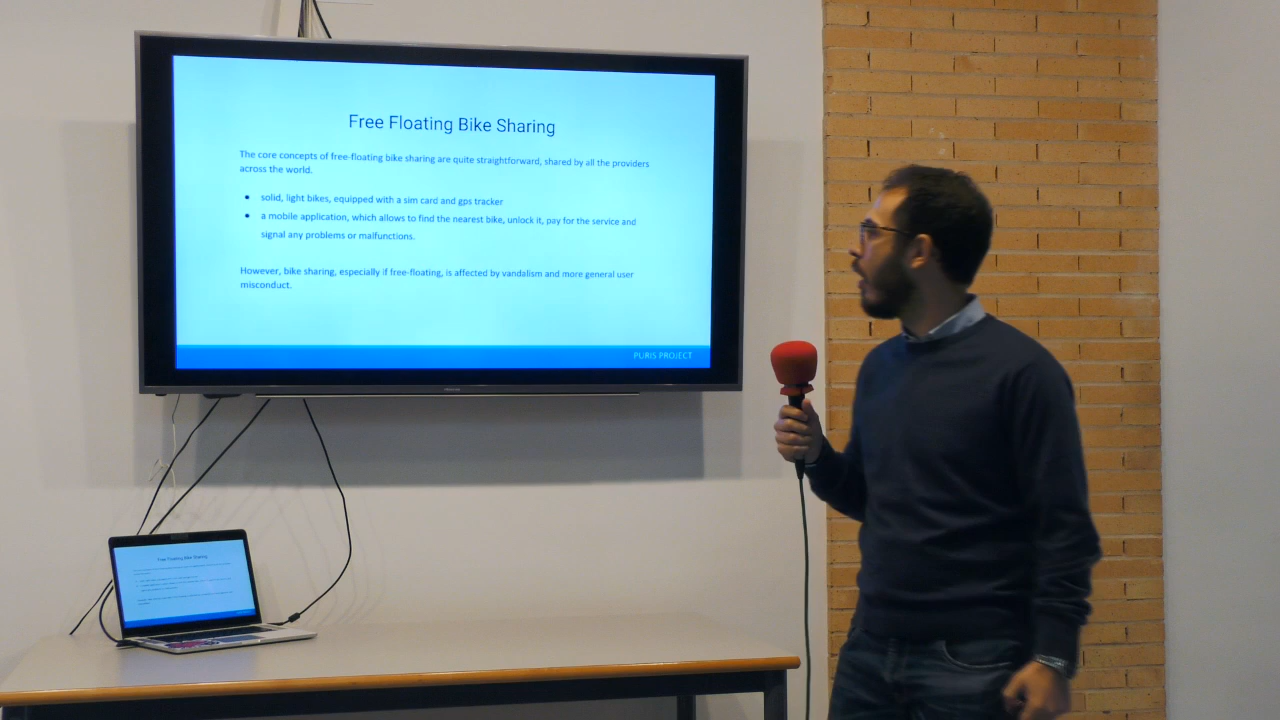 Free Floating Bike Sharing
The core concepts of free-floating bike sharing are quite straightforward, shared by all the providers
across the world.
• solid, light bikes, equipped with a sim card and gps tracker
• a mobile application, which allows to find the nearest bike, unlock it, pay for the service and
signal any problems or malfunctions.
However, bike sharing, especially if free-floating, is affected by vandalism and more general user
misconduct.
PURIS PROJECT
Free Floating Bike Sharing